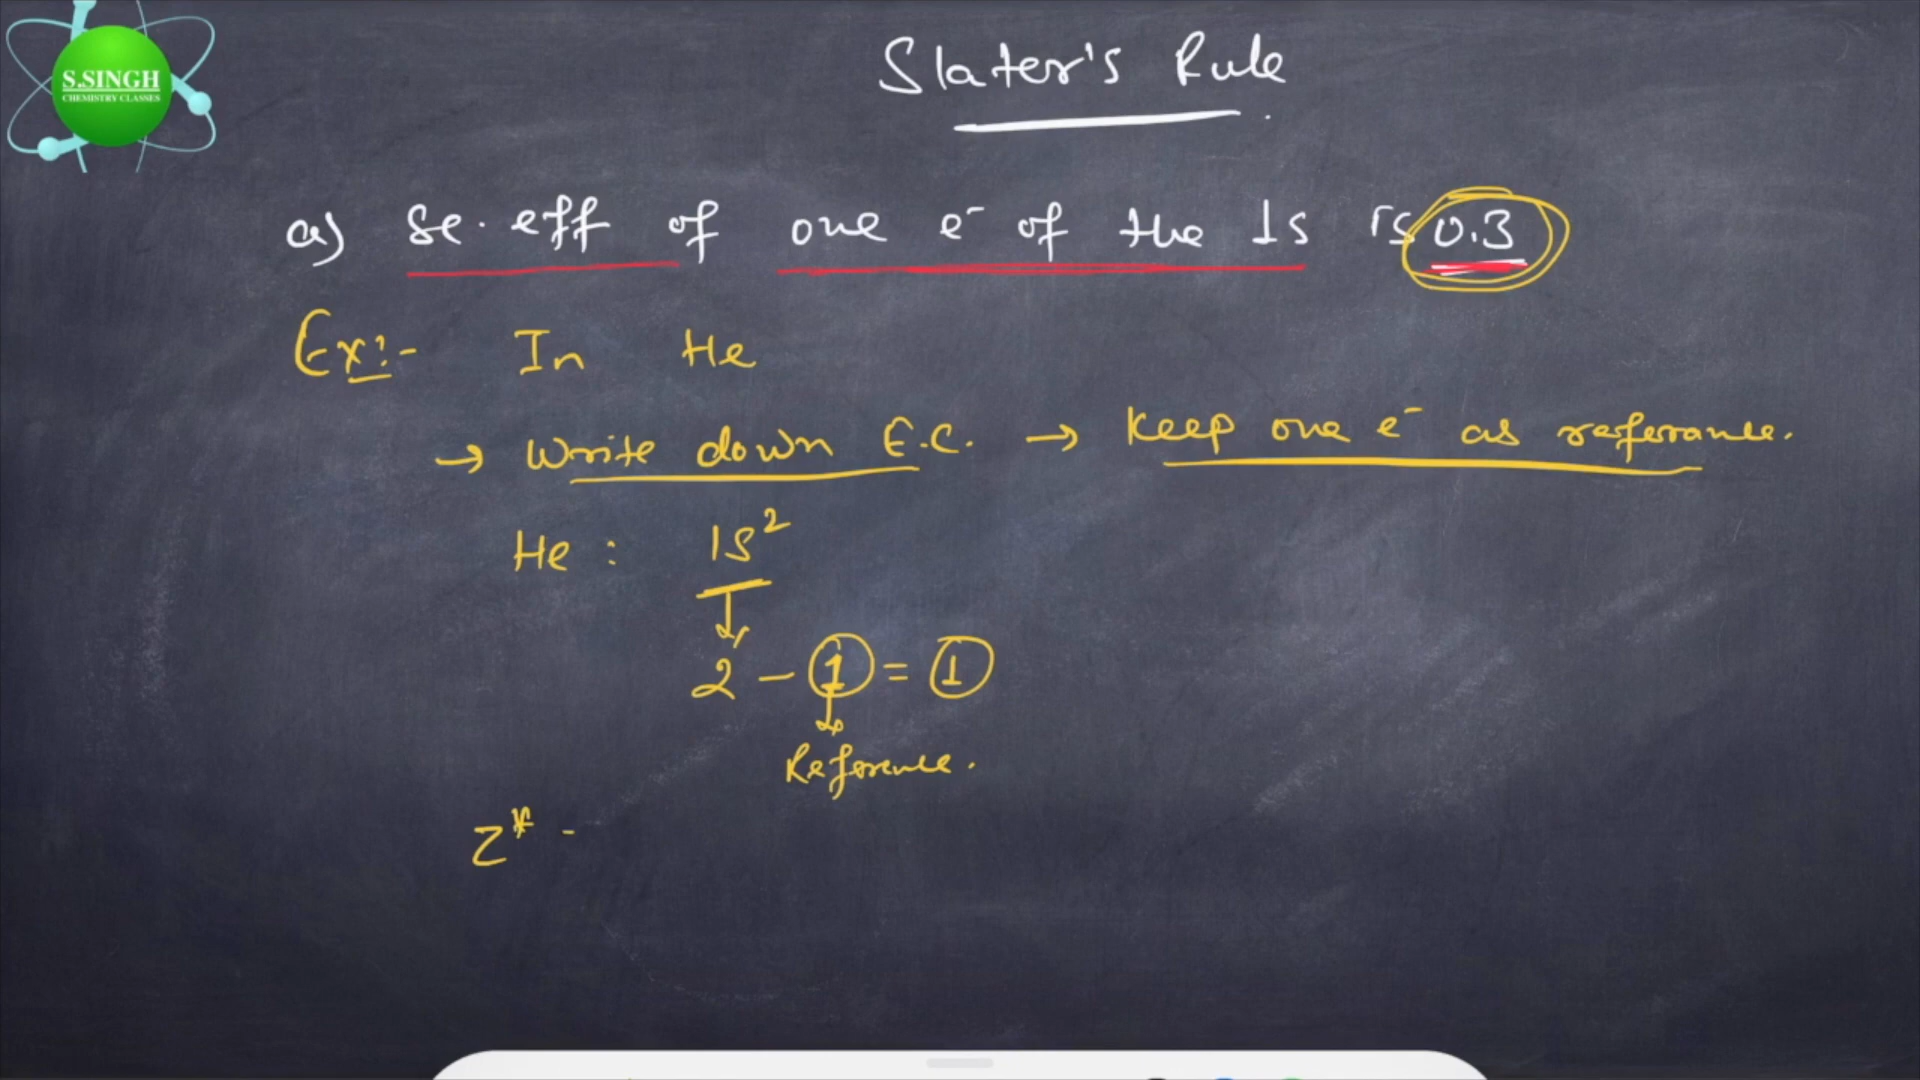 S.SINGH
CHEMISTRY CLASSES
Slater's Rule
a) Se. eff of one e⁻ of the 1s is 0.3
Ex:- In He
→ Write down E.C. → Keep one e⁻ as reference.
He : 1s²
2 - 1 = 1
Reference.
Z* -